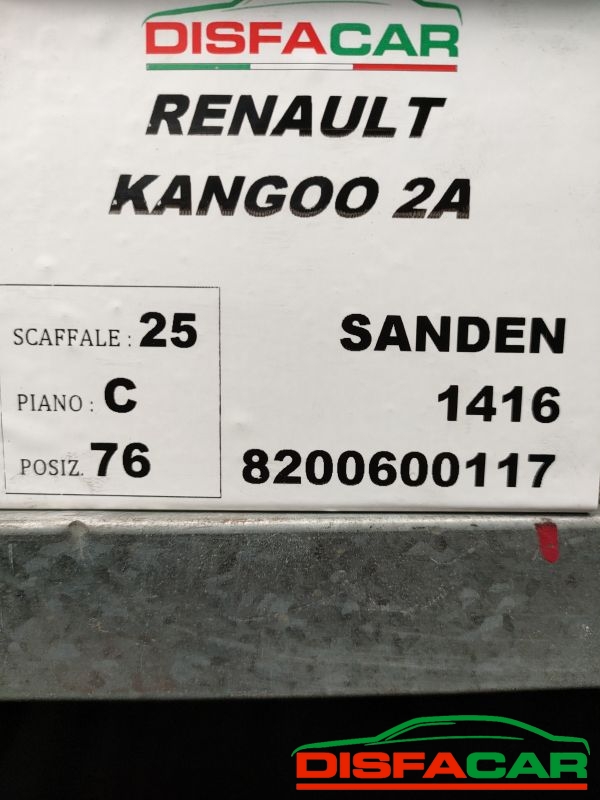 DISFACAR
RENAULT
KANGOO 2A
SCAFFALE : 25
PIANO : C
POSIZ. 76
SANDEN
1416
8200600117
DISFACAR